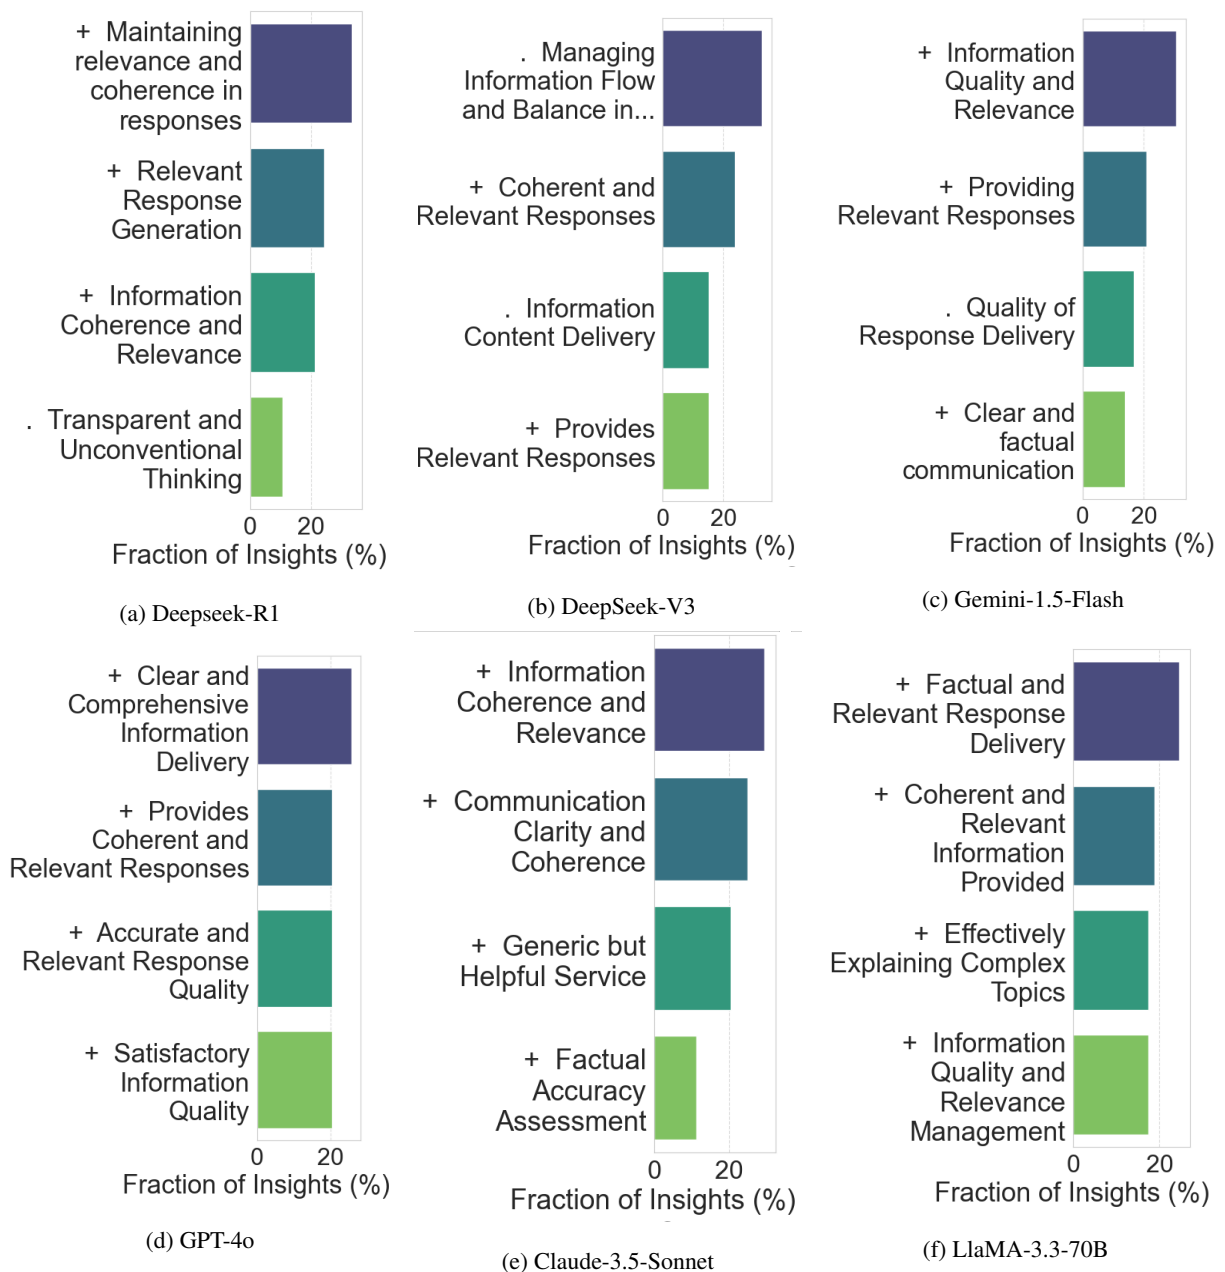 + Maintaining
relevance and
coherence in
responses
+ Relevant
Response
Generation
+ Information
Coherence and
Relevance
. Transparent and
Unconventional
Thinking
0 20
Fraction of Insights (%)
(a) Deepseek-R1
. Managing
Information Flow
and Balance in...
+ Coherent and
Relevant Responses
. Information
Content Delivery
+ Provides
Relevant Responses
0 20
Fraction of Insights (%)
(b) DeepSeek-V3
+ Information
Quality and
Relevance
+ Providing
Relevant Responses
. Quality of
Response Delivery
+ Clear and
factual
communication
0 20
Fraction of Insights (%)
(c) Gemini-1.5-Flash
+ Clear and
Comprehensive
Information
Delivery
+ Provides
Coherent and
Relevant Responses
+ Accurate and
Relevant Response
Quality
+ Satisfactory
Information
Quality
0 20
Fraction of Insights (%)
(d) GPT-4o
+ Information
Coherence and
Relevance
+ Communication
Clarity and
Coherence
+ Generic but
Helpful Service
+ Factual
Accuracy
Assessment
0 20
Fraction of Insights (%)
(e) Claude-3.5-Sonnet
+ Factual and
Relevant Response
Delivery
+ Coherent and
Relevant
Information
Provided
+ Effectively
Explaining Complex
Topics
+ Information
Quality and
Relevance
Management
0 20
Fraction of Insights (%)
(f) LlaMA-3.3-70B